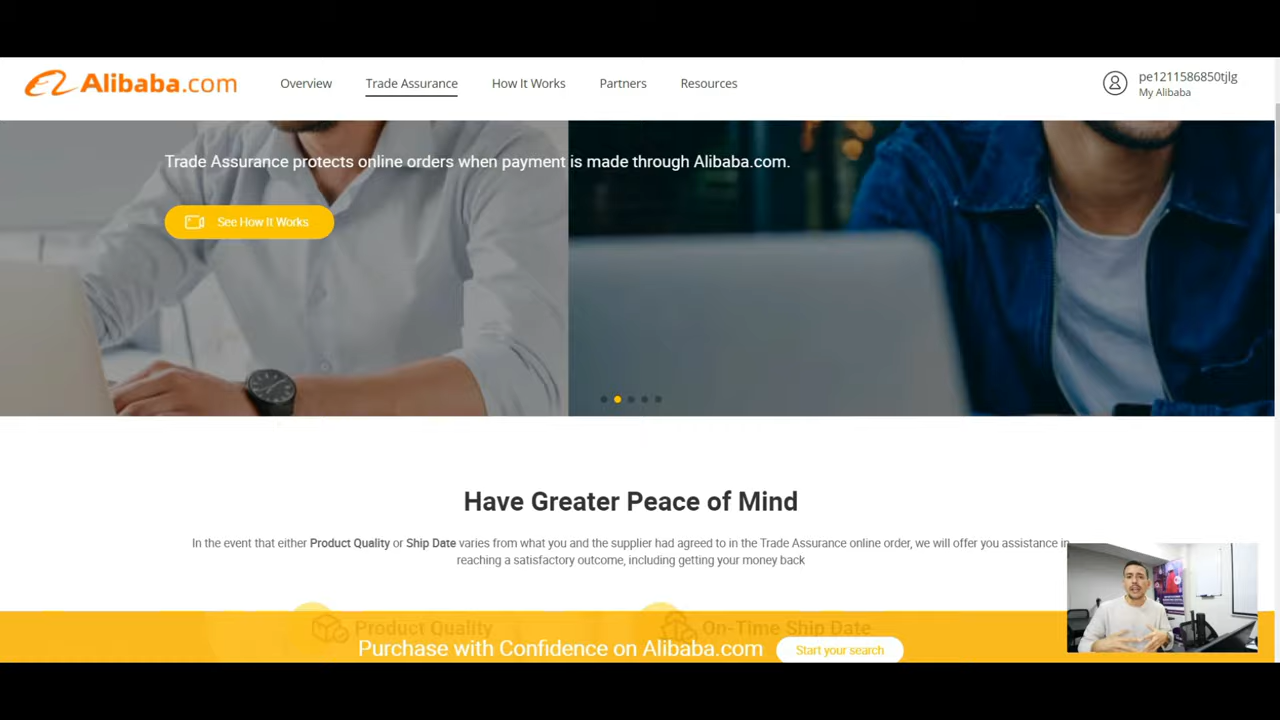 Alibaba.com
Overview
Trade Assurance
How It Works
Partners
Resources
pe1211586850tjlg
My Alibaba
Trade Assurance protects online orders when payment is made through Alibaba.com.
See How It Works
Have Greater Peace of Mind
In the event that either Product Quality or Ship Date varies from what you and the supplier had agreed to in the Trade Assurance online order, we will offer you assistance in
reaching a satisfactory outcome, including getting your money back
Product Quality
On-Time Ship Date
Purchase with Confidence on Alibaba.com
Start your search